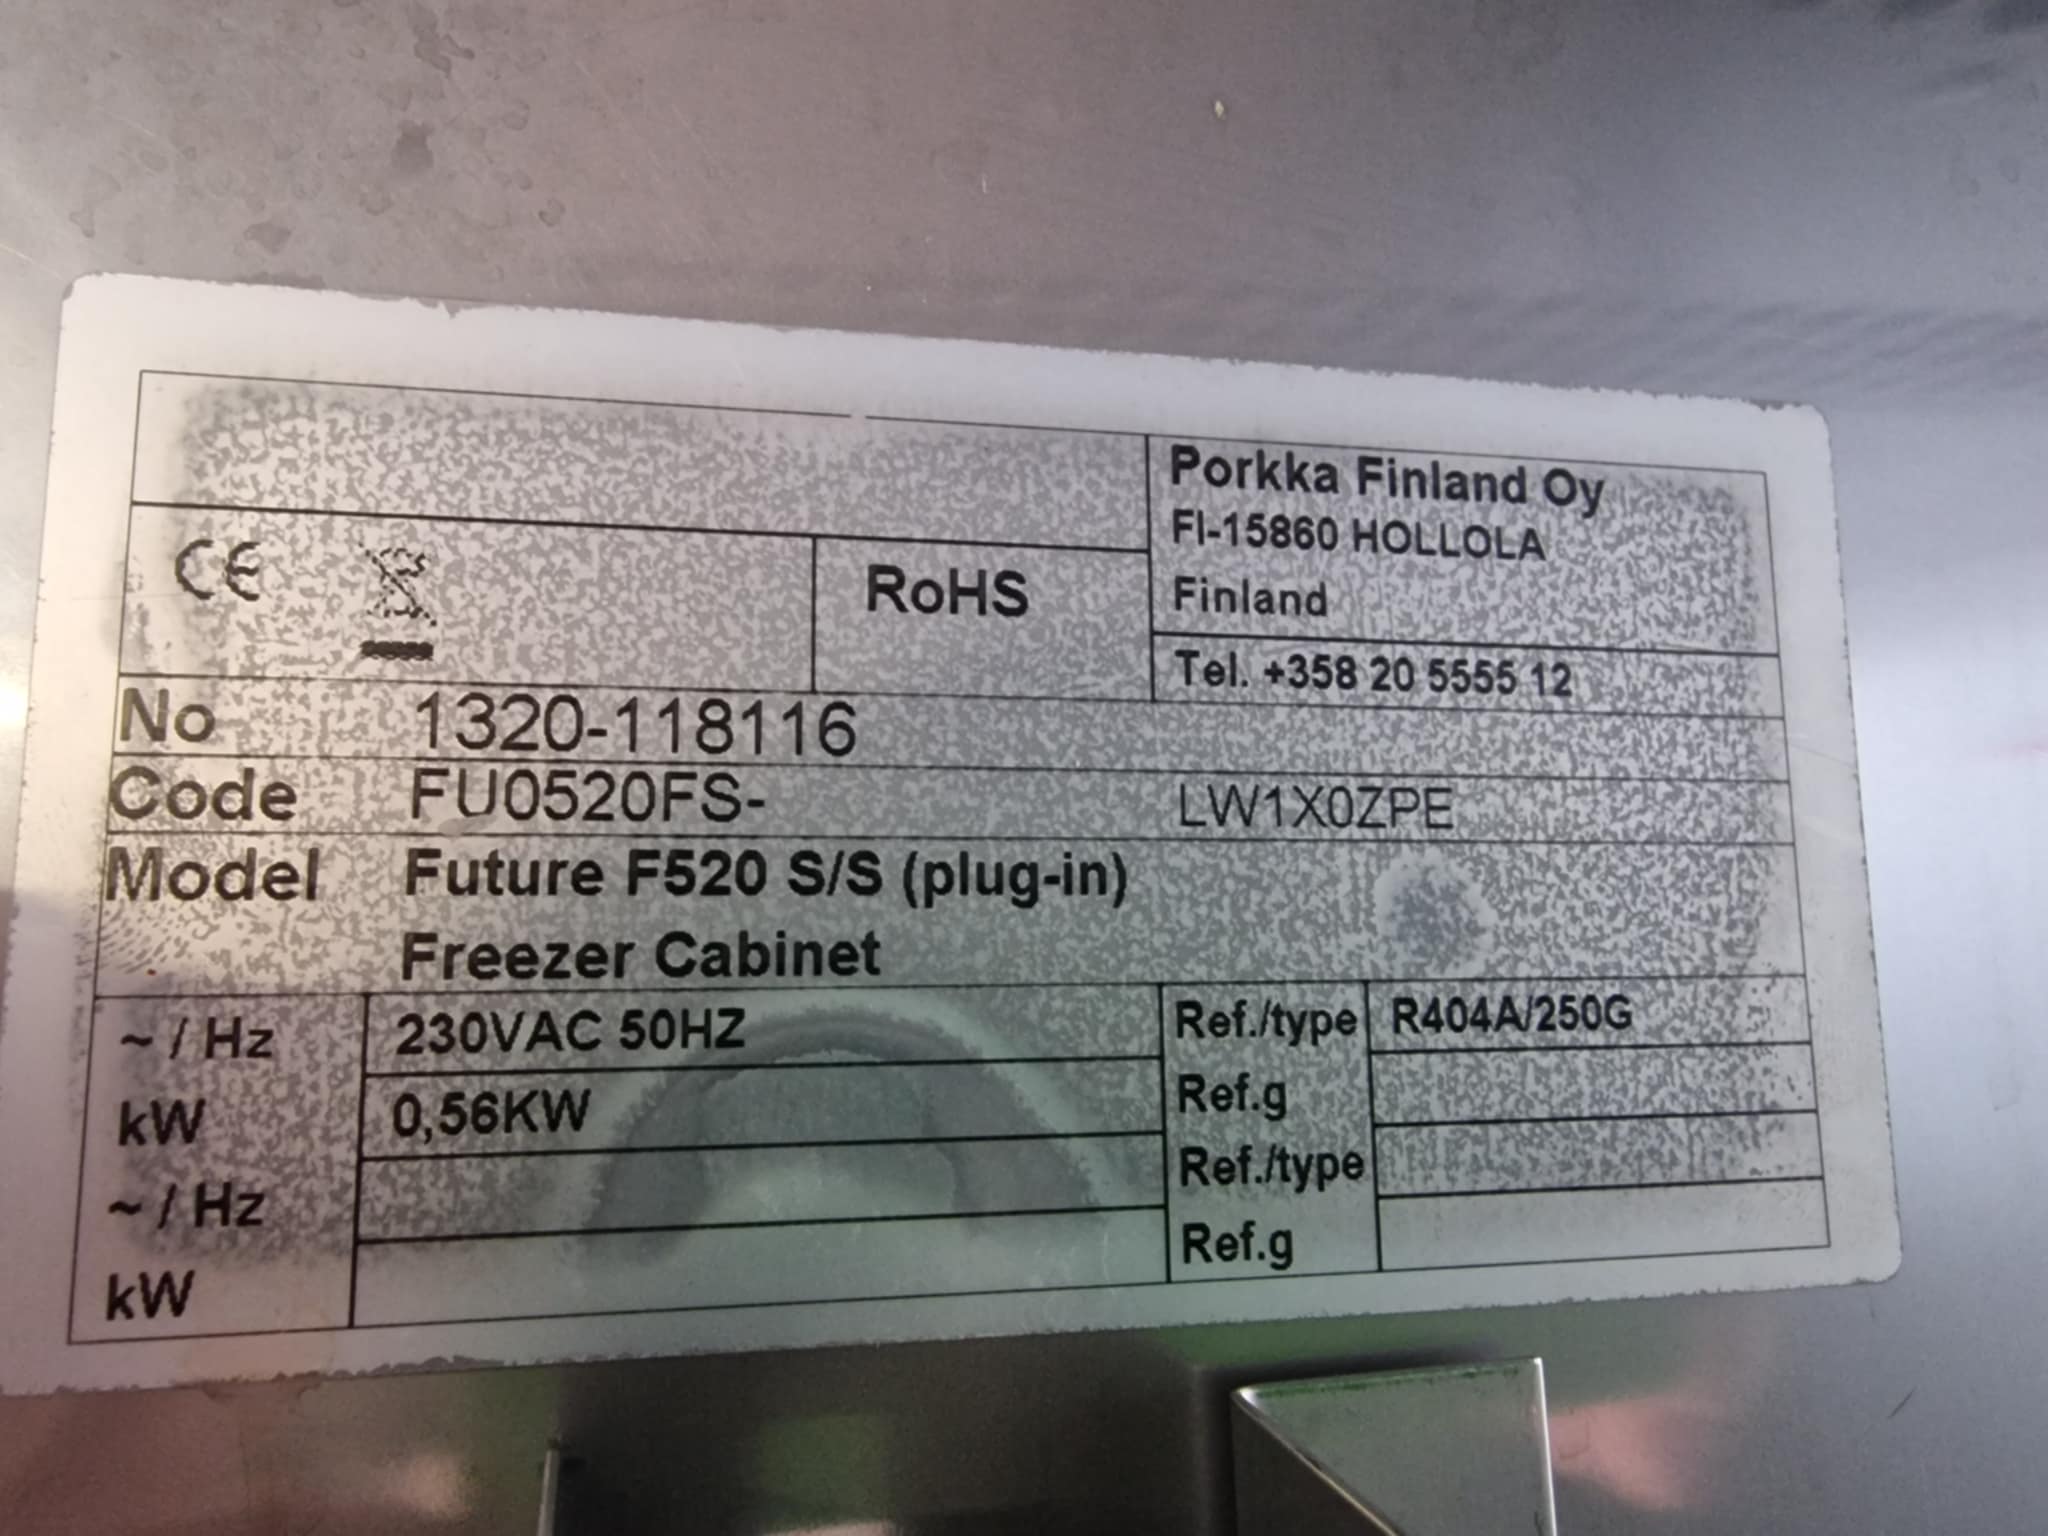 Porkka Finland Oy
FI-15860 HOLLOLA
Finland
Tel. +358 20 5555 12
CE
RoHS
No 1320-118116
Code FU0520FS- LW1X0ZPE
Model Future F520 S/S (plug-in)
Freezer Cabinet
~ / Hz 230VAC 50HZ Ref./type R404A/250G
kW 0,56KW Ref.g
~ / Hz Ref./type
kW Ref.g